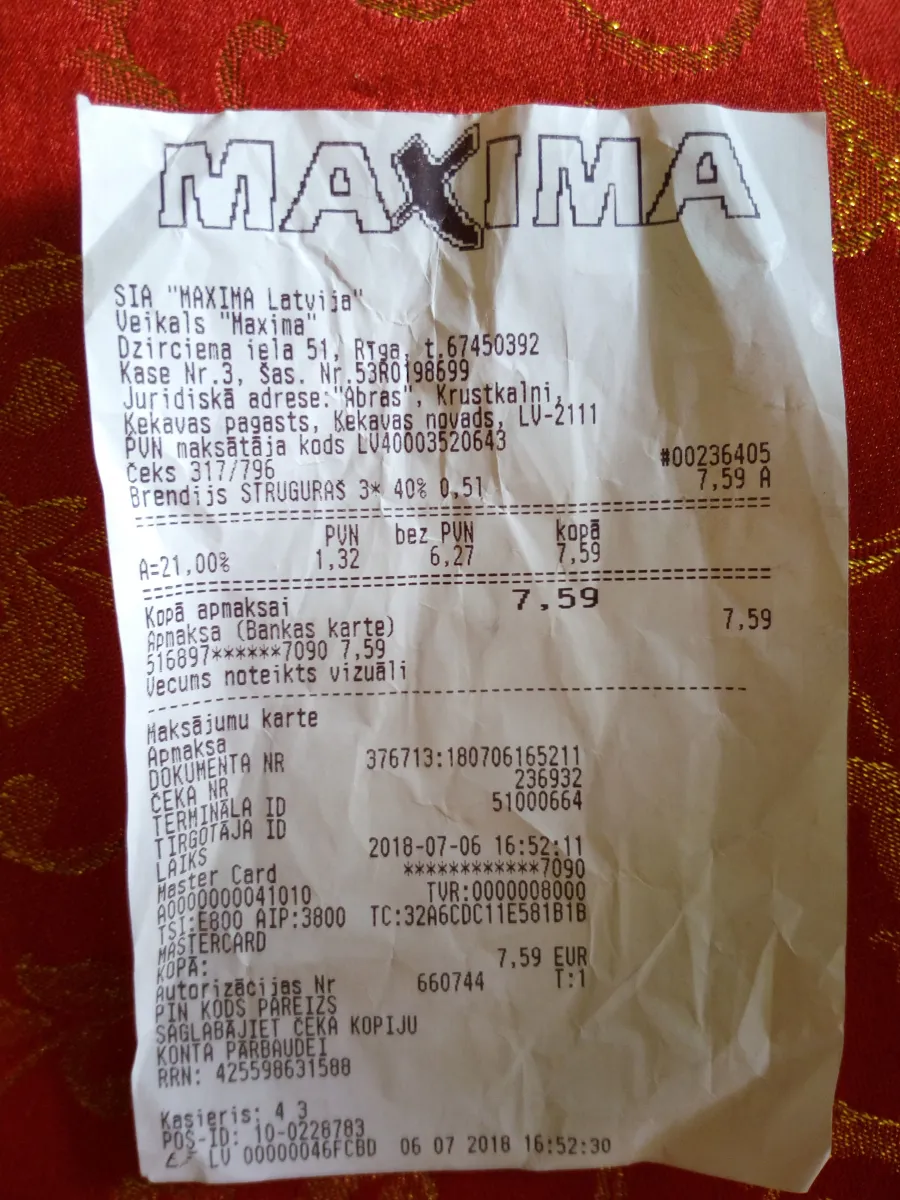 MAXIMA
SIA "MAXIMA Latvija"
Veikals "Maxima"
Dzirciema iela 51, Rīga, t.67450392
Kase Nr.3, Šas. Nr.53R0198699
Juridiskā adrese:"Abras", Krustkalni,
Ķekavas pagasts, Ķekavas novads, LV-2111
PVN maksātāja kods LV40003520643
Čeks 317/796 #00236405
Brendijs STRUGURAŠ 3* 40% 0,5l 7,59 A
PVN bez PVN kopā
A=21,00% 1,32 6,27 7,59
Kopā apmaksai 7,59
Apmaksa (Bankas karte) 7,59
516897******7090 7,59
Vecums noteikts vizuāli
Maksājumu karte
Apmaksa
DOKUMENTA NR 376713:180706165211
ČEKA NR 236932
TERMINĀLA ID 51000664
TIRGOTĀJA ID
LAIKS 2018-07-06 16:52:11
Master Card ************7090
A0000000041010 TVR:0000008000
TSI:E800 AIP:3800 TC:32A6CDC11E581B1B
MASTERCARD
KOPĀ: 7,59 EUR
Autorizācijas Nr 660744 T:1
PIN KODS PAREIZS
SAGLABĀJIET ČEKA KOPIJU
KONTA PĀRBAUDEI
RRN: 425598631588
Kasieris: 4 3
POS-ID: 10-0228783
LV 00000046FCBD 06 07 2018 16:52:30